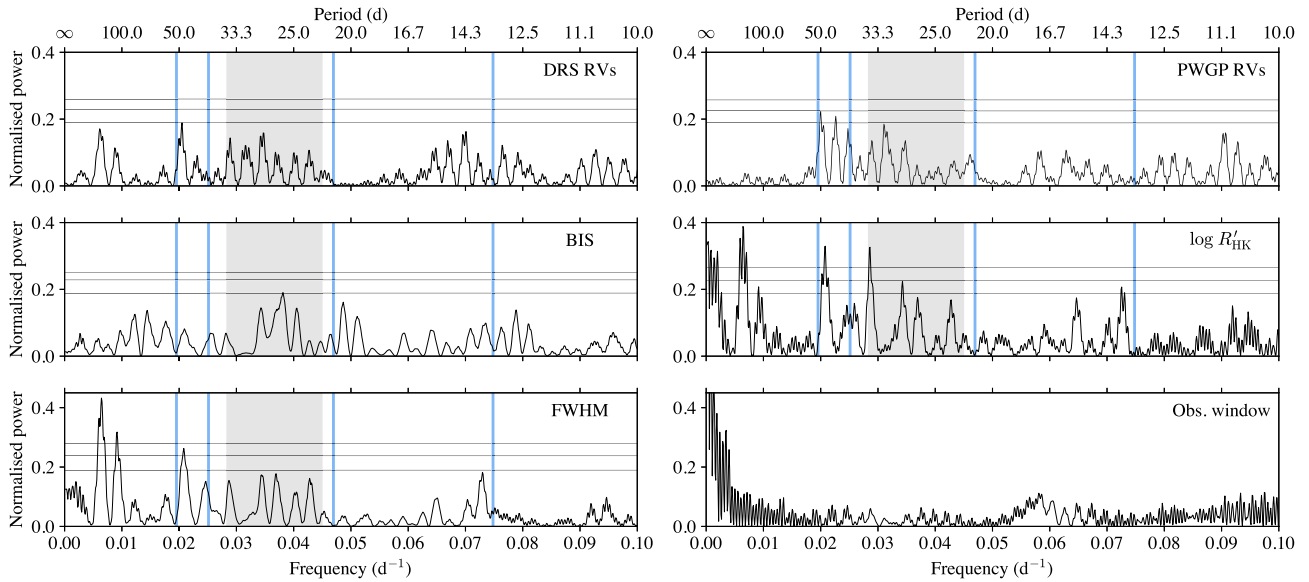 Period (d)
∞ 100.0 50.0 33.3 25.0 20.0 16.7 14.3 12.5 11.1 10.0
Normalised power
0.4
0.2
0.0
DRS RVs
Period (d)
∞ 100.0 50.0 33.3 25.0 20.0 16.7 14.3 12.5 11.1 10.0
Normalised power
0.4
0.2
0.0
PWGP RVs
Normalised power
0.4
0.2
0.0
BIS
0.4
0.2
0.0
log R′HK
Normalised power
0.4
0.2
0.0
FWHM
0.00 0.01 0.02 0.03 0.04 0.05 0.06 0.07 0.08 0.09 0.10
Frequency (d⁻¹)
0.4
0.2
0.0
Obs. window
0.00 0.01 0.02 0.03 0.04 0.05 0.06 0.07 0.08 0.09 0.10
Frequency (d⁻¹)